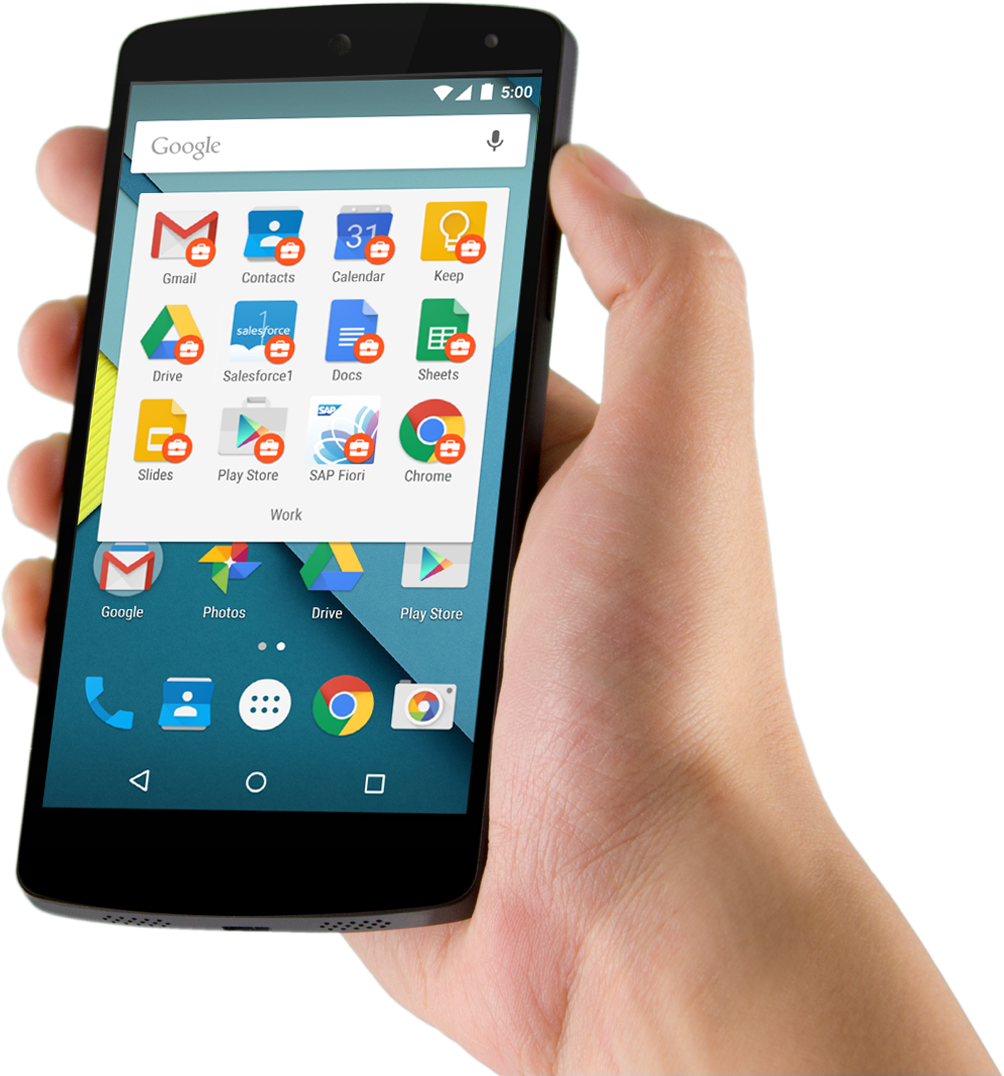 5:00
Google
31
Gmail Contacts Calendar Keep
1
salesforce
Drive Salesforce1 Docs Sheets
SAP
Slides Play Store SAP Fiori Chrome
Work
Google Photos Drive Play Store